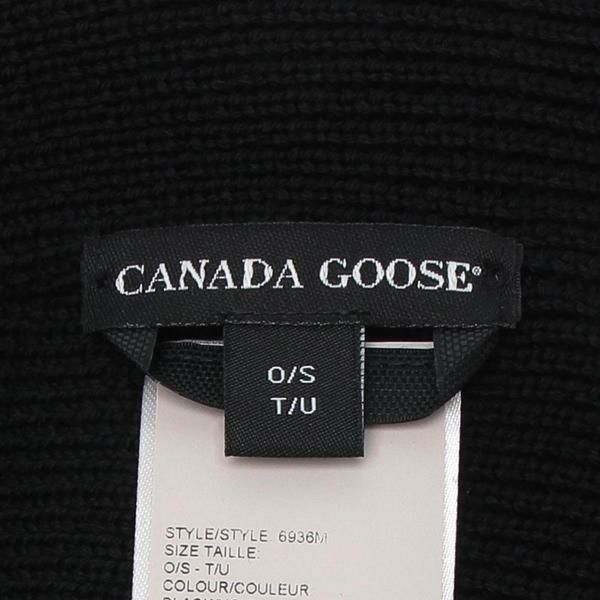 CANADA GOOSE®
O/S
T/U
STYLE/STYLE: 6936M
SIZE TAILLE:
O/S - T/U
COLOUR/COULEUR